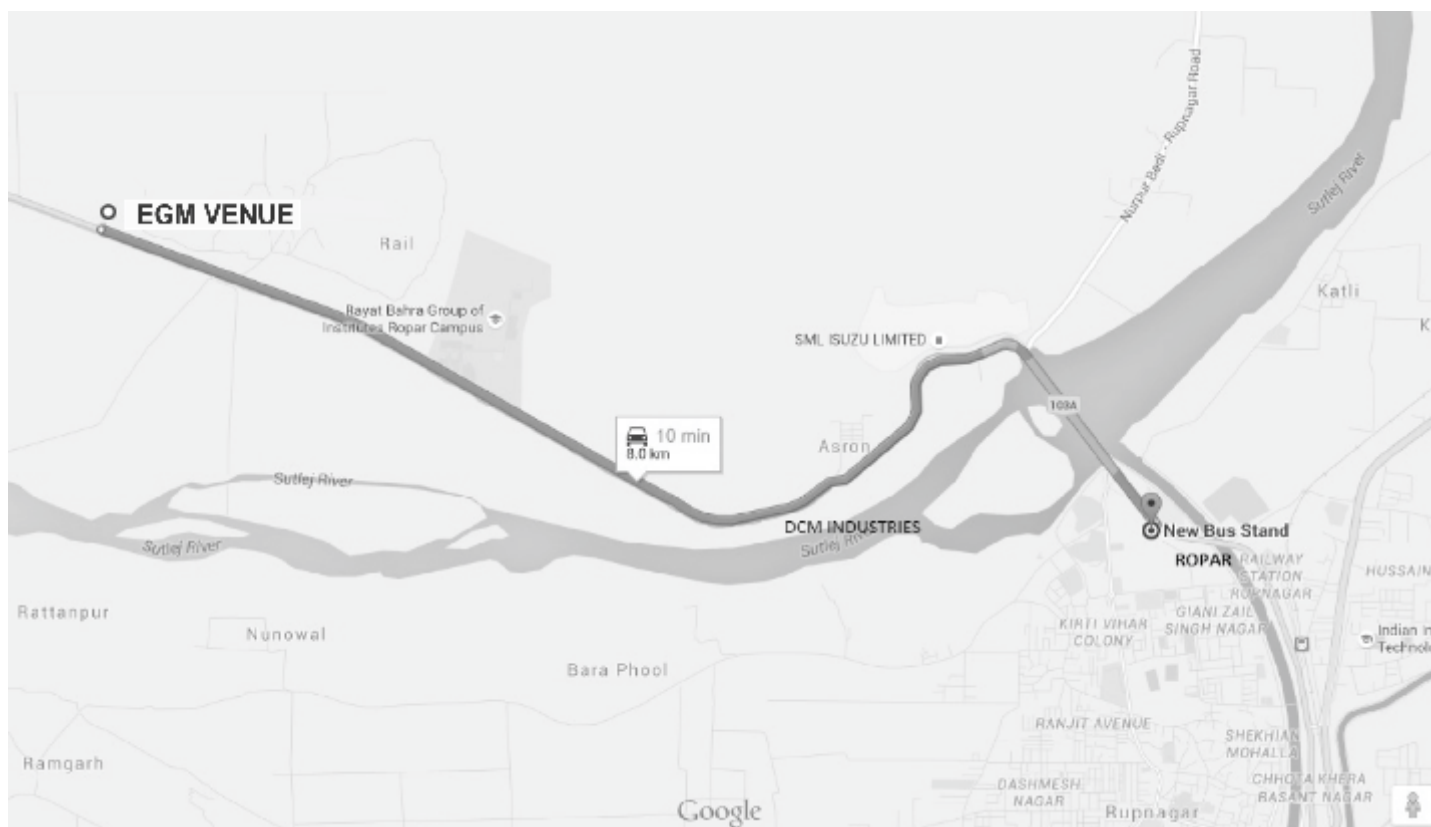 Nurpur Bedi - Rupnagar Road
Sutlej River
EGM VENUE
Rail
Katli
K
Rayat Bahra Group of
Institutes Ropar Campus
SML ISUZU LIMITED
103A
10 min
8.0 km
Asron
Sutlej River
DCM INDUSTRIES
New Bus Stand
Sutlej River
Sutlej River
ROPAR
RAILWAY
STATION
RUPNAGAR
HUSSAIN
Rattanpur
GIANI ZAIL
SINGH NAGAR
KIRTI VIHAR
COLONY
Nunowal
Indian In
Technolo
Bara Phool
RANJIT AVENUE
SHEKHIAN
MOHALLA
Ramgarh
CHHOTA KHERA
BASANT NAGAR
DASHMESH
NAGAR
Google
Rupnagar